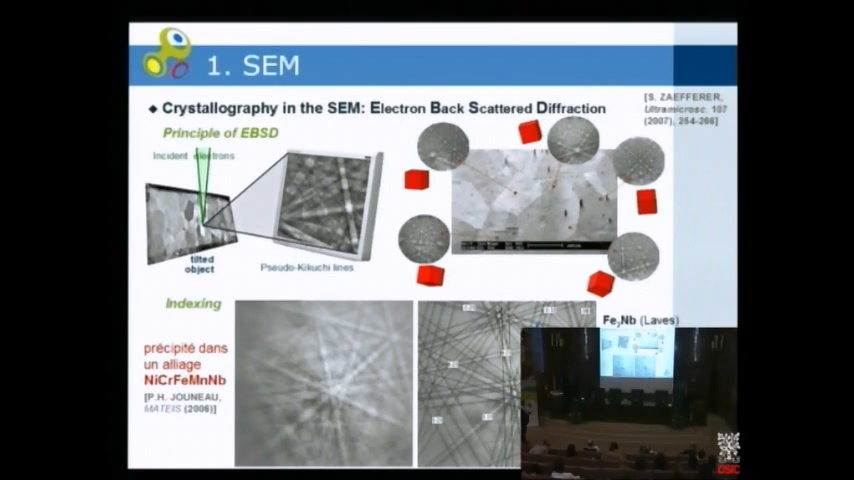 1. SEM
[S. ZAEFFERER,
Ultramicrosc. 107
(2007), 254-266]
◆ Crystallography in the SEM: Electron Back Scattered Diffraction
Principle of EBSD
Incident electrons
tilted
object
Pseudo-Kikuchi lines
Indexing
Fe2Nb (Laves)
précipité dans
un alliage
NiCrFeMnNb
[P.H. JOUNEAU,
MATEIS (2006)]
CSIC